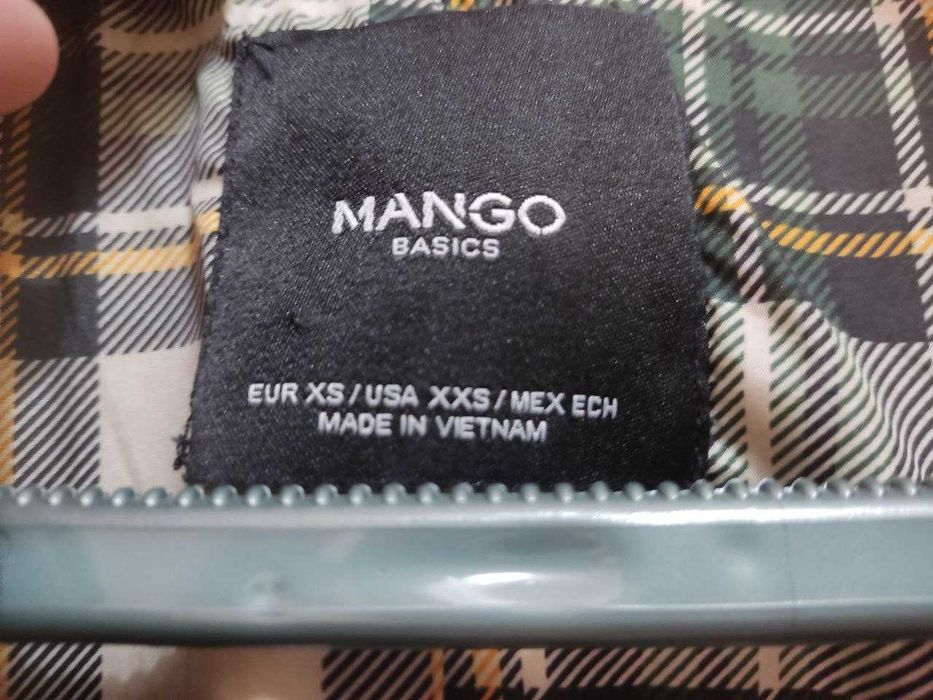 MANGO
BASICS
EUR XS / USA XXS / MEX ECH
MADE IN VIETNAM